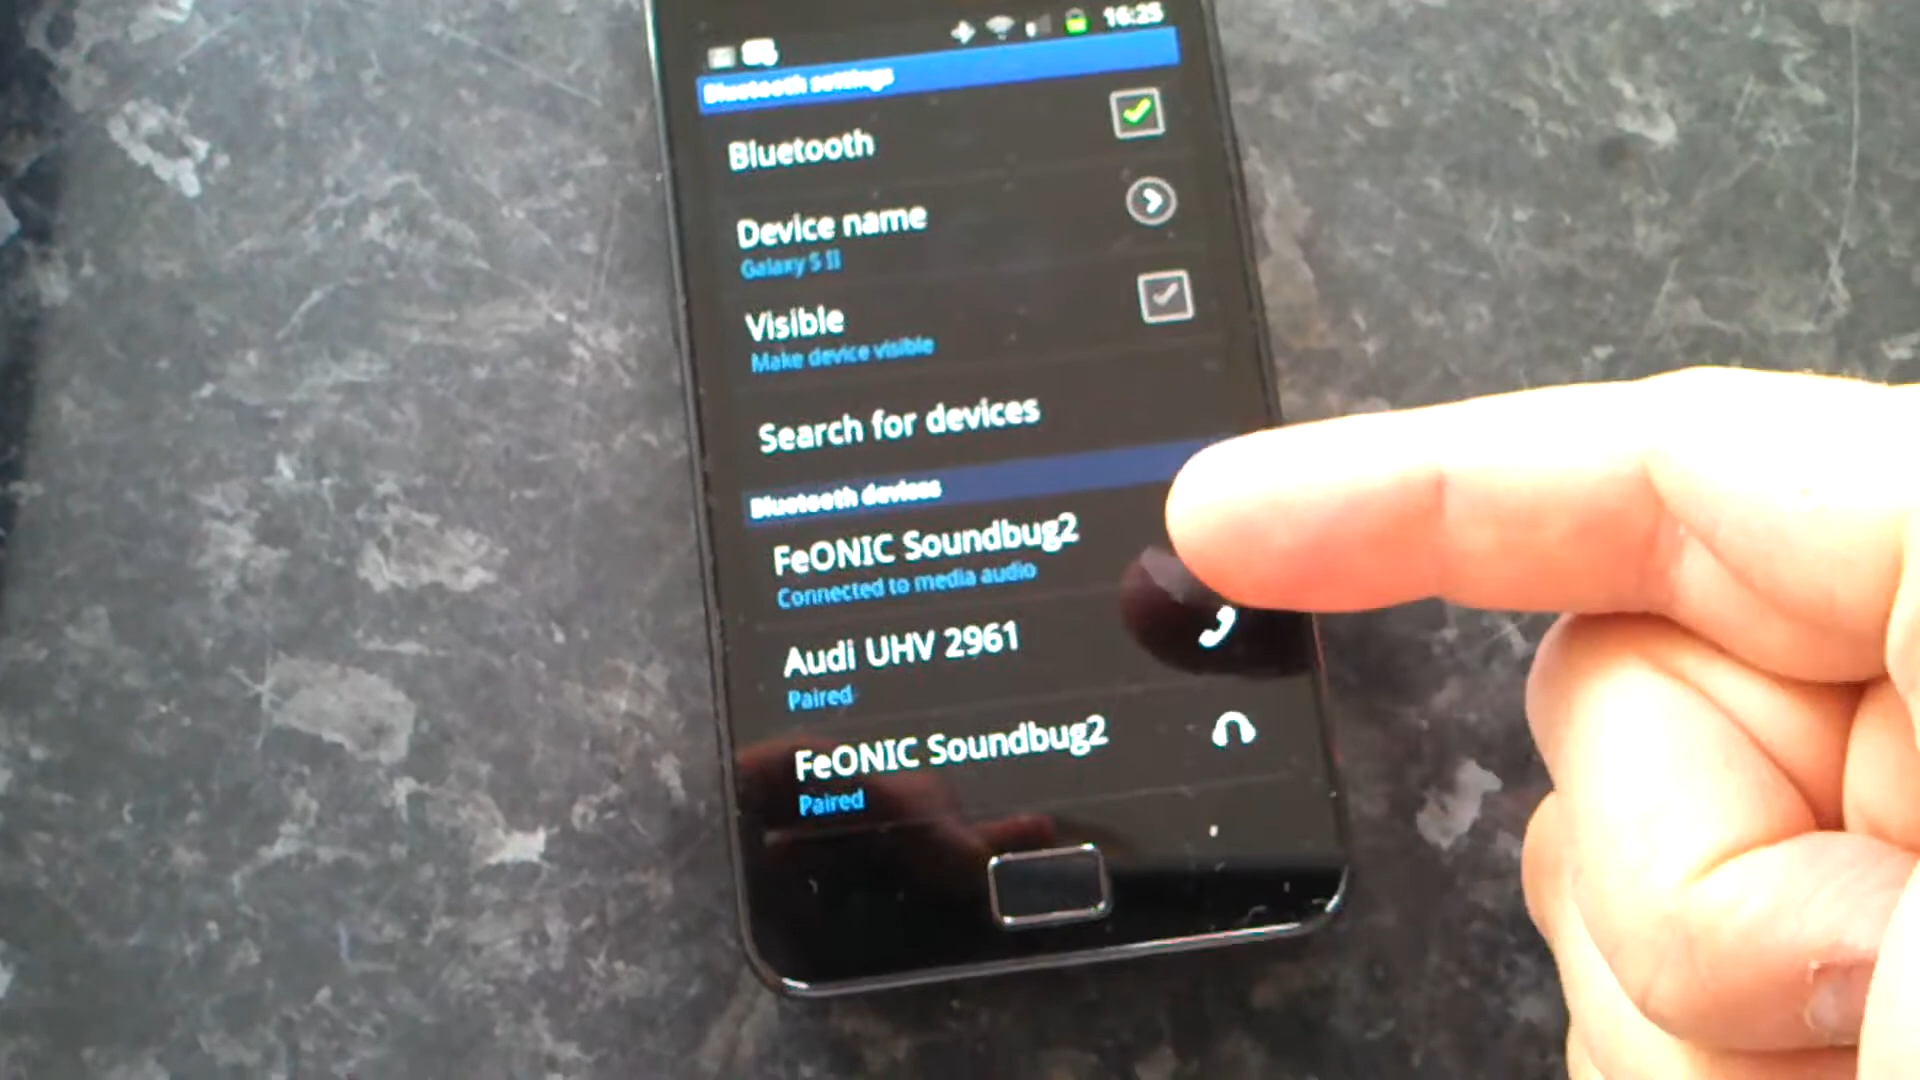 16:25
Bluetooth settings
Bluetooth
Device name
Galaxy S II
Visible
Make device visible
Search for devices
Bluetooth devices
FeONIC Soundbug2
Connected to media audio
Audi UHV 2961
Paired
FeONIC Soundbug2
Paired